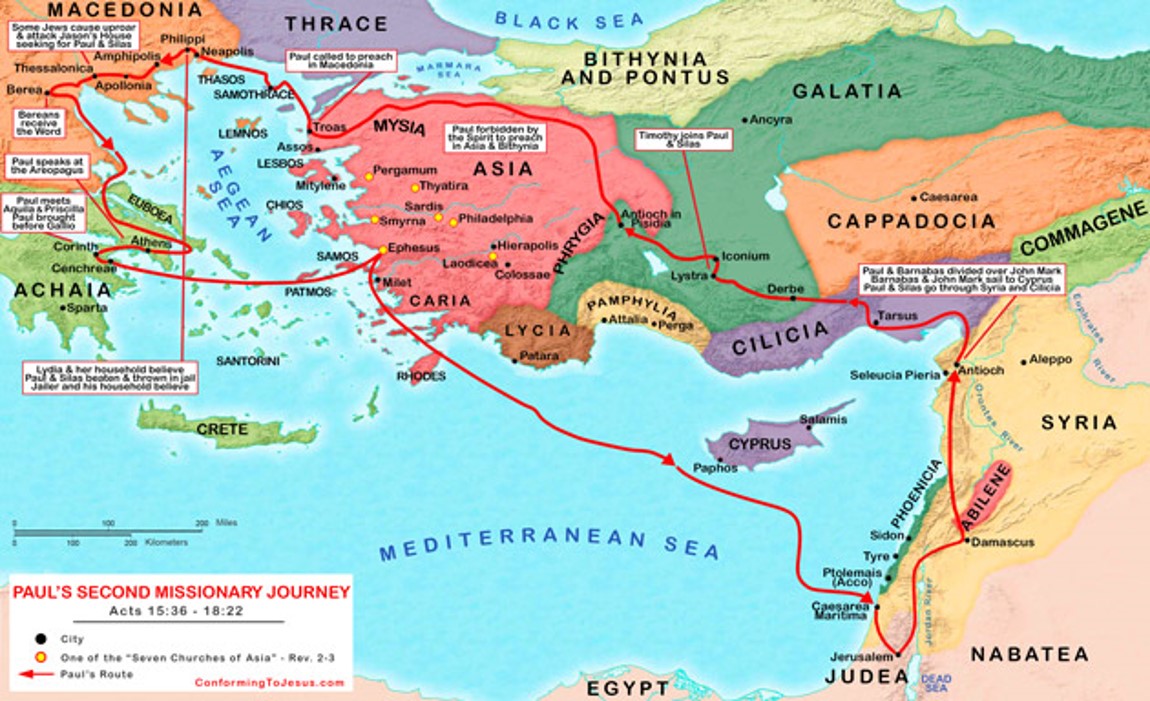 MACEDONIA
THRACE
BLACK SEA
Some Jews cause uproar
& attack Jason's House
seeking for Paul & Silas
Philippi
Neapolis
Amphipolis
Thessalonica
Apollonia
Berea
THASOS
SAMOTHRACE
Paul called to preach
in Macedonia
MARMARA
SEA
BITHYNIA
AND PONTUS
GALATIA
Ancyra
Bereans
receive
the Word
LEMNOS
Troas
MYSIA
Assos
Paul forbidden by
the Spirit to preach
in Asia & Bithynia
Timothy joins Paul
& Silas
Paul speaks at
the Areopagus
AEGEAN
SEA
LESBOS
Mitylene
Pergamum
Thyatira
ASIA
Paul meets
Aquila & Priscilla
Paul brought
before Gallio
EUBOEA
CHIOS
Sardis
Smyrna
Philadelphia
Antioch in
Pisidia
PHRYGIA
CAPPADOCIA
Caesarea
COMMAGENE
Corinth
Athens
Cenchreae
SAMOS
Ephesus
Hierapolis
Laodicea
Colossae
Iconium
Lystra
Derbe
Paul & Barnabas divided over John Mark
Barnabas & John Mark sail to Cyprus
Paul & Silas go through Syria and Cilicia
ACHAIA
Sparta
PATMOS
Milet
CARIA
PAMPHYLIA
Attalia
Perga
LYCIA
Patara
CILICIA
Tarsus
Euphrates River
Lydia & her household believe
Paul & Silas beaten & thrown in jail
Jailer and his household believe
SANTORINI
RHODES
Seleucia Pieria
Antioch
Aleppo
Orontes River
SYRIA
CRETE
CYPRUS
Salamis
Paphos
PHOENICIA
ABILENE
0 100 200 Miles
0 100 200 Kilometers
MEDITERRANEAN SEA
Sidon
Damascus
Tyre
Ptolemais
(Acco)
Caesarea
Maritima
Jordan River
Jerusalem
JUDEA
DEAD
SEA
NABATEA
EGYPT
PAUL'S SECOND MISSIONARY JOURNEY
Acts 15:36 - 18:22
City
One of the "Seven Churches of Asia" - Rev. 2-3
Paul's Route
ConformingToJesus.com